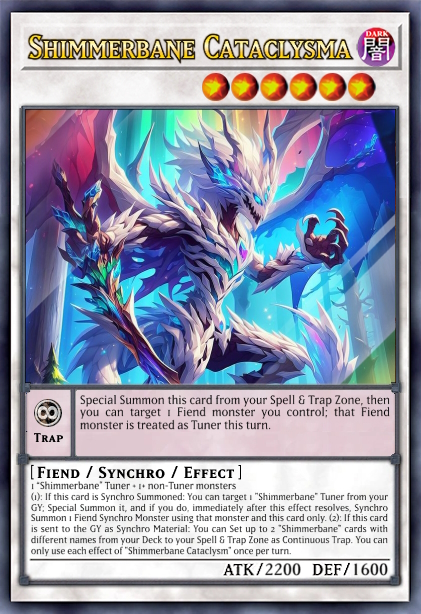 Shimmerbane Cataclysma
DARK
闇
Special Summon this card from your Spell & Trap Zone, then
you can target 1 Fiend monster you control; that Fiend
monster is treated as Tuner this turn.
Trap
[ Fiend / Synchro / Effect ]
1 "Shimmerbane" Tuner + 1+ non-Tuner monsters
(1): If this card is Synchro Summoned: You can target 1 "Shimmerbane" Tuner from your
GY; Special Summon it, and if you do, immediately after this effect resolves, Synchro
Summon 1 Fiend Synchro Monster using that monster and this card only. (2): If this card
is sent to the GY as Synchro Material: You can Set up to 2 "Shimmerbane" cards with
different names from your Deck to your Spell & Trap Zone as Continuous Trap. You can
only use each effect of "Shimmerbane Cataclysm" once per turn.
ATK/2200 DEF/1600